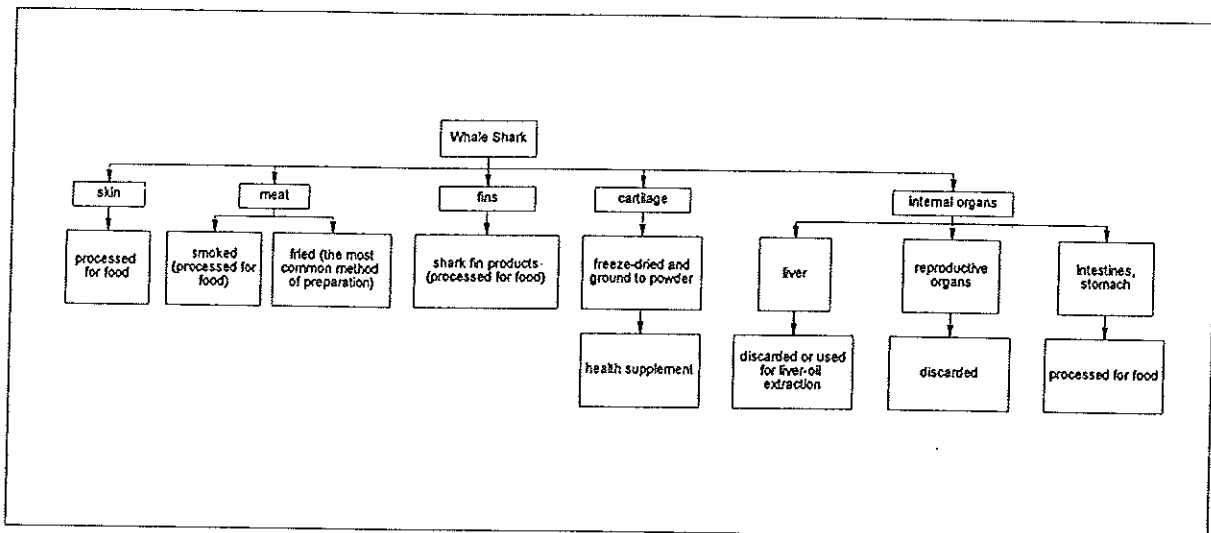 Whale Shark
skin
meat
fins
cartilage
internal organs
processed
for food
smoked
(processed for
food)
fried (the most
common method
of preparation)
shark fin products-
(processed for food)
freeze-dried and
ground to powder
liver
reproductive
organs
intestines,
stomach
health supplement
discarded or used
for liver-oil
extraction
discarded
processed for food